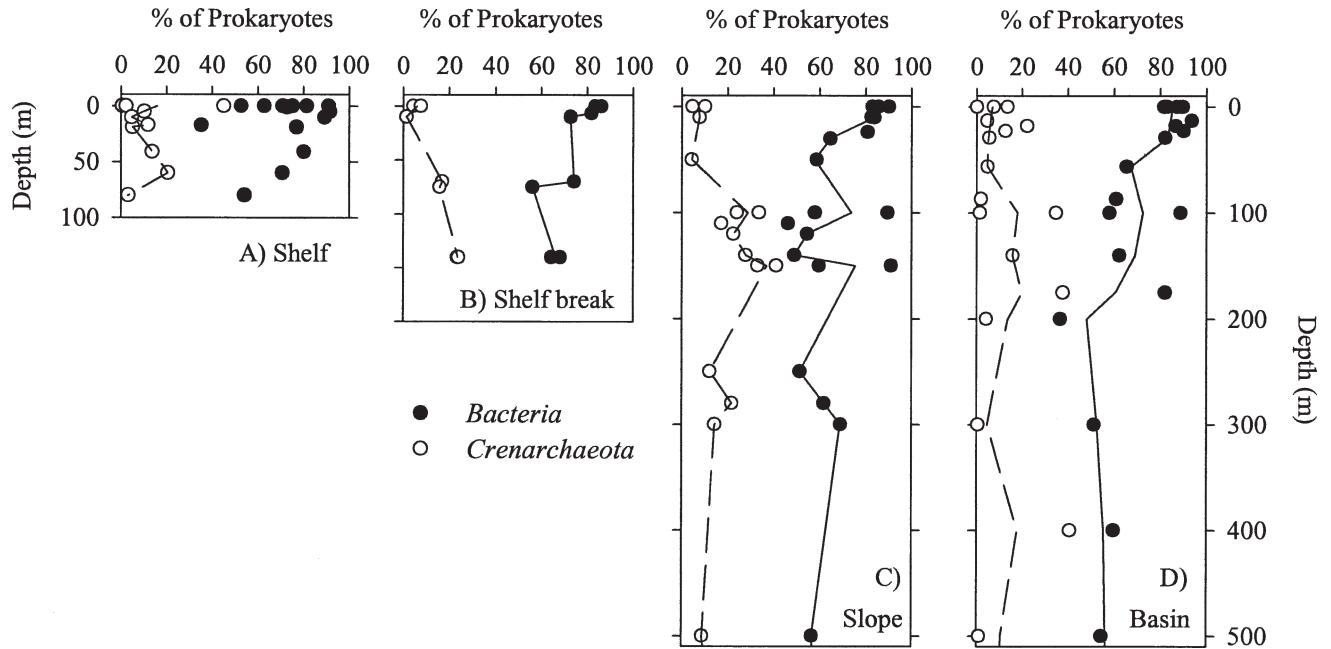 % of Prokaryotes % of Prokaryotes % of Prokaryotes % of Prokaryotes
0 20 40 60 80 100 0 20 40 60 80 100 0 20 40 60 80 100 0 20 40 60 80 100
Depth (m)
0
50
100
A) Shelf
B) Shelf break
Bacteria
Crenarchaeota
C)
Slope
D)
Basin
0
100
200
300
400
500
Depth (m)